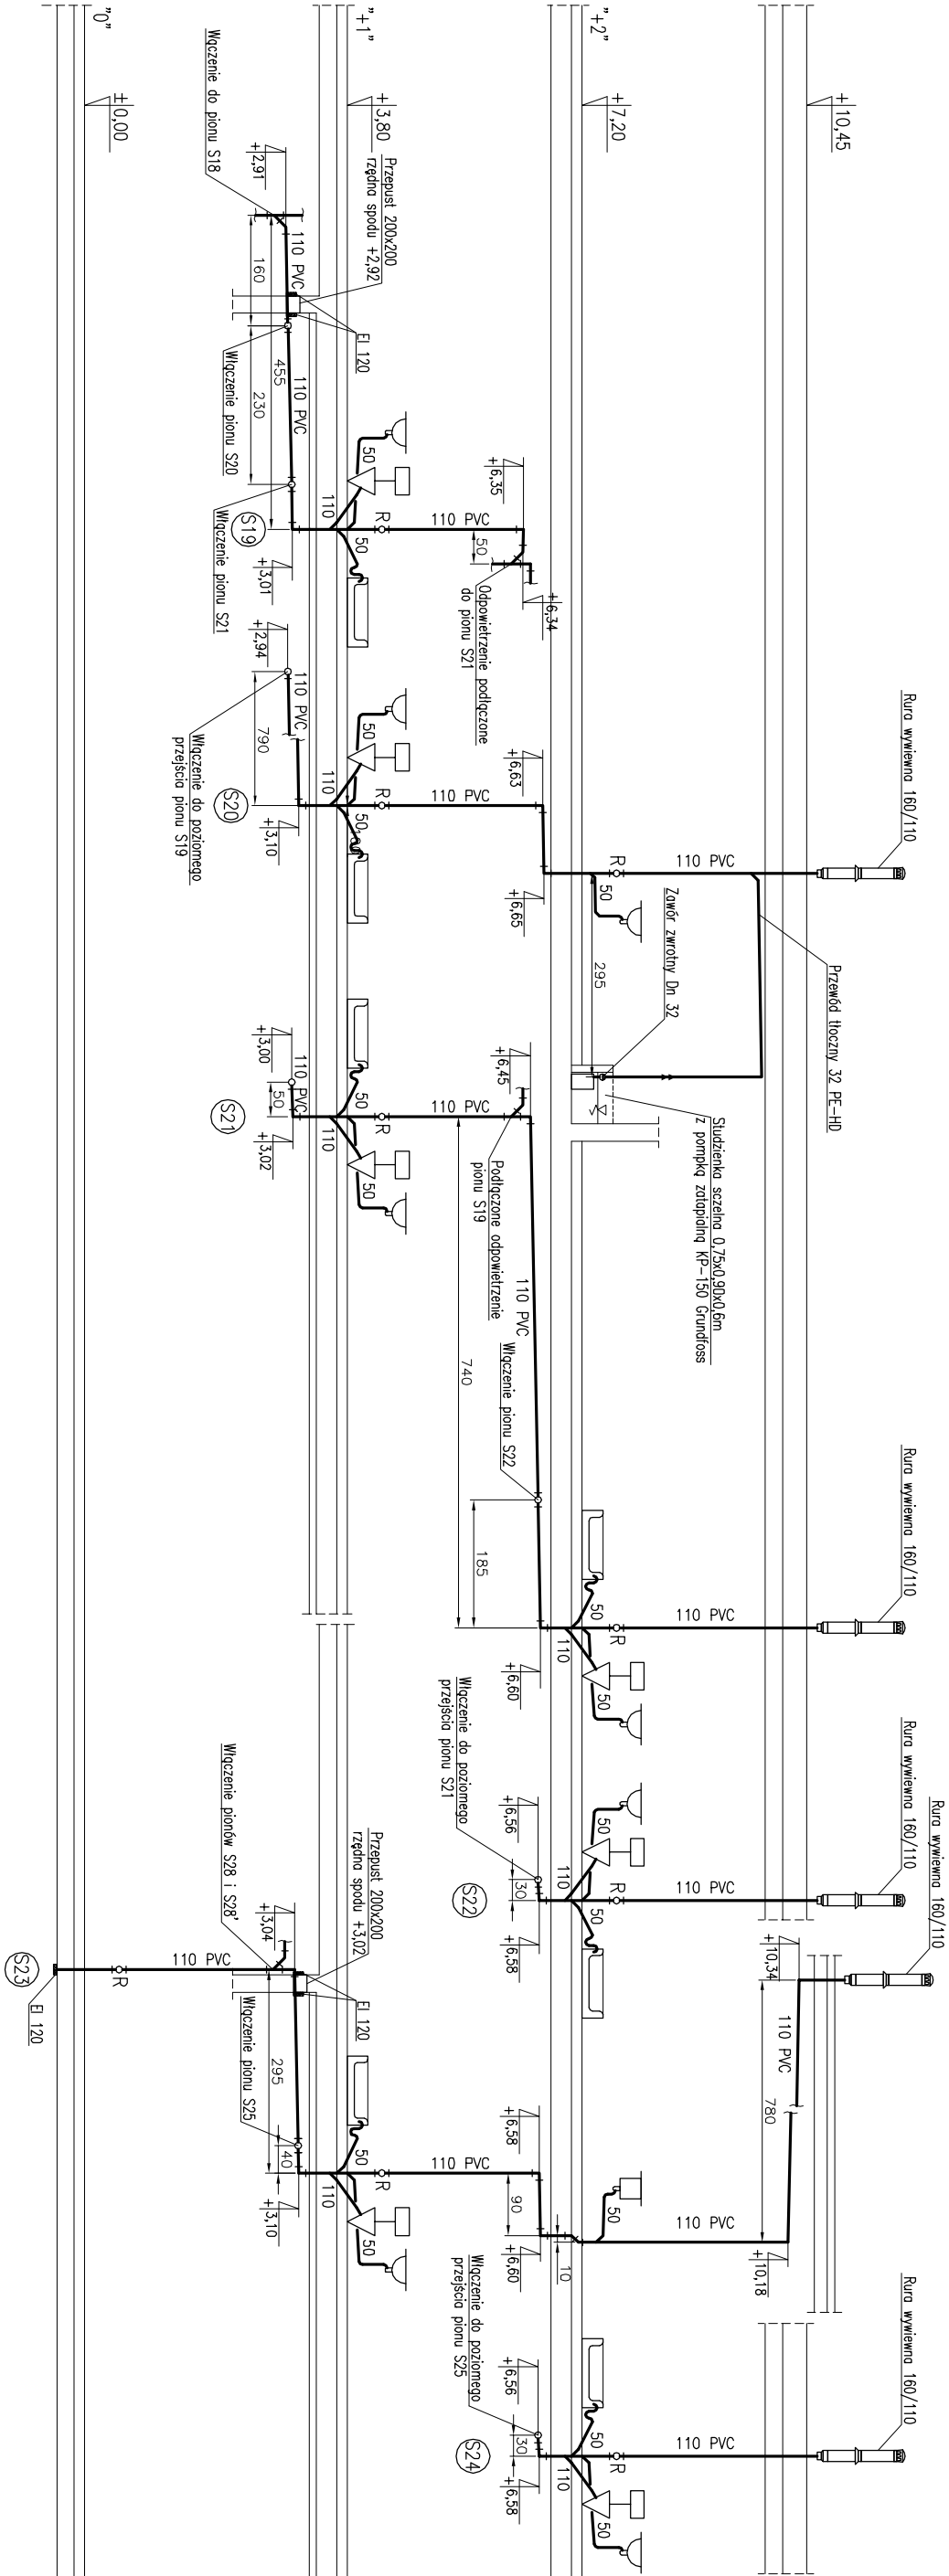 "0"
"+1"
"+2"
±0,00
+3,80
+7,20
+10,45
Włączenie do pionu S18
+2,91
Przepust 200x200
rzędna spodu +2,92
EI 120
110 PVC
160
455
230
110 PVC
Włączenie pionu S20
Włączenie pionu S21
S19
+3,01
50
110
50
R
110 PVC
+6,35
50
+6,34
Odpowietrzenie podłączone
do pionu S21
+2,94
110 PVC
790
Włączenie do poziomego
przejścia pionu S19
S20
+3,10
50
110
50
R
110 PVC
+6,63
+6,65
R
50
110 PVC
Rura wywiewna 160/110
295
Zawór zwrotny Dn 32
Przewód tłoczny 32 PE-HD
Studzienka sczelna 0,75x0,90x0,6m
z pompką zatapialną KP-150 Grundfoss
+3,00
110 PVC
50
S21
+3,02
50
110
50
R
110 PVC
+6,45
Podłączone odpowietrzenie
pionu S19
110 PVC
740
Włączenie pionu S22
185
50
110
50
R
110 PVC
+6,60
Rura wywiewna 160/110
Włączenie do poziomego
przejścia pionu S21
+6,56
30
S22
+6,58
50
110
50
R
110 PVC
Rura wywiewna 160/110
Włączenie pionów S28 i S28'
+3,04
S23
EI 120
R
110 PVC
Przepust 200x200
rzędna spodu +3,02
EI 120
295
Włączenie pionu S25
40
+3,10
50
110
50
R
110 PVC
+6,58
90
+6,60
10
50
110 PVC
+10,18
780
110 PVC
+10,34
Rura wywiewna 160/110
Włączenie do poziomego
przejścia pionu S25
+6,56
30
S24
+6,58
50
110
50
R
110 PVC
Rura wywiewna 160/110